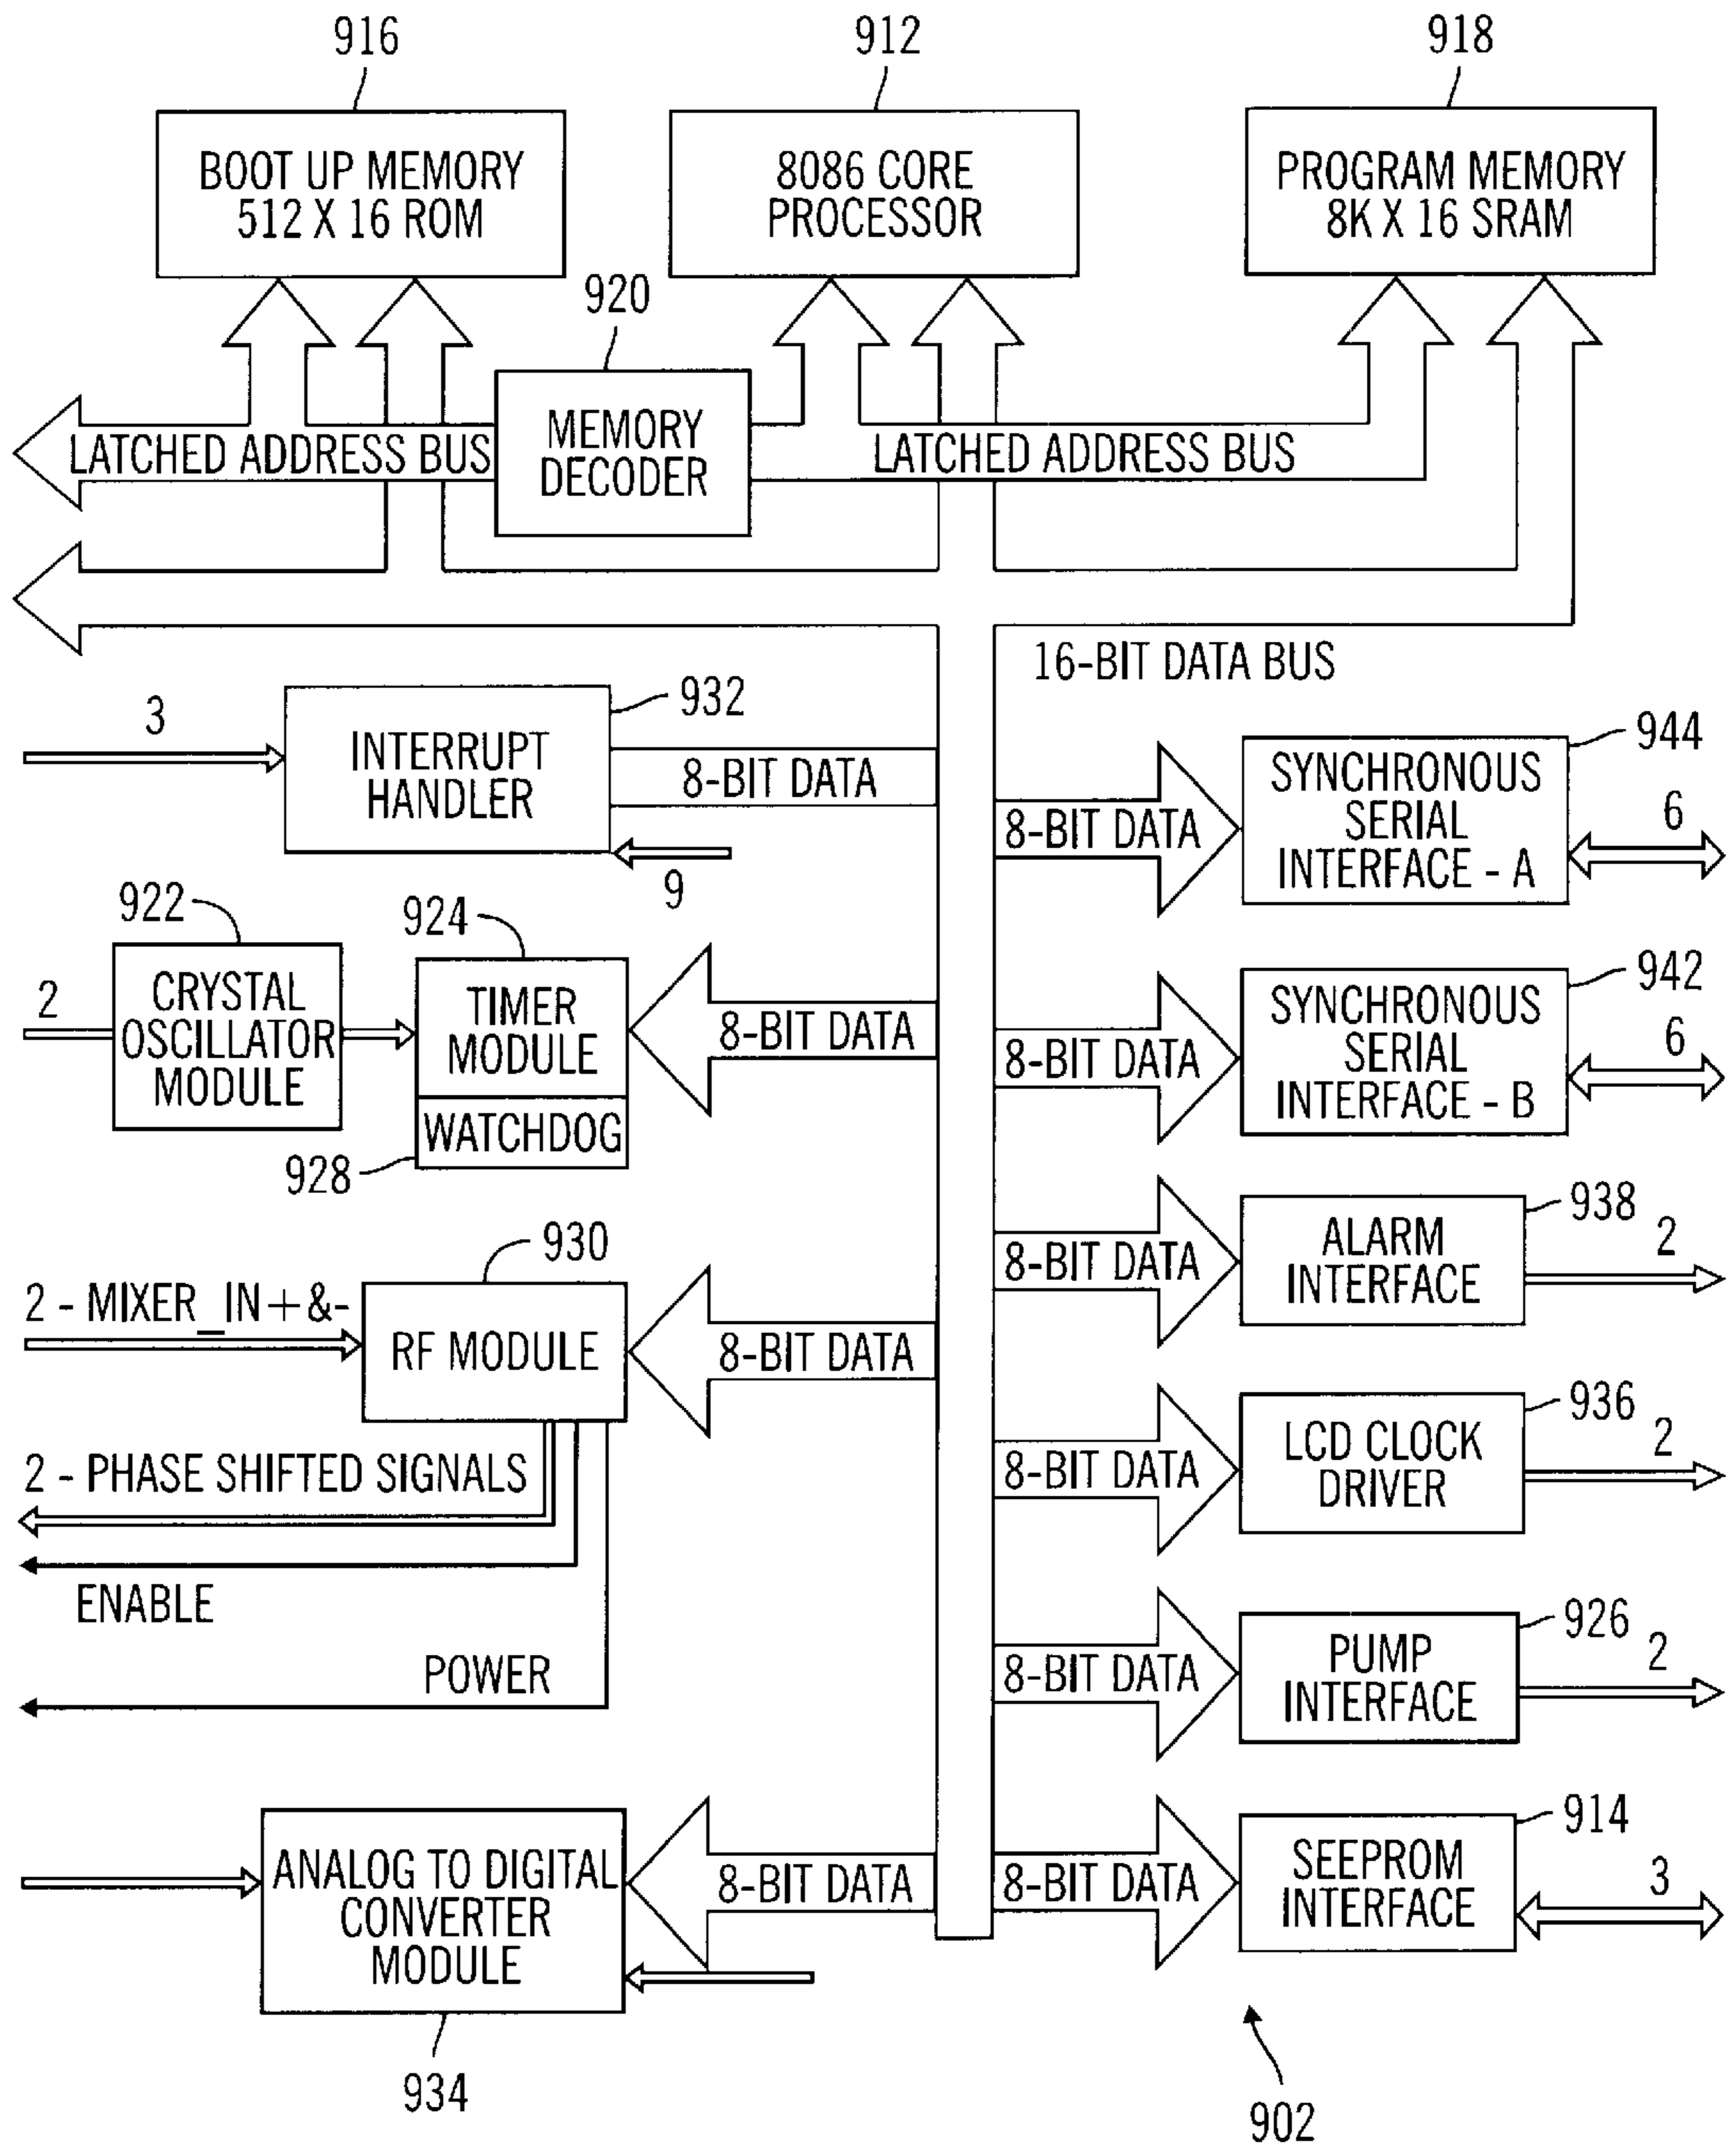 916
912
918
BOOT UP MEMORY
512 X 16 ROM
8086 CORE
PROCESSOR
PROGRAM MEMORY
8K X 16 SRAM
920
MEMORY
DECODER
LATCHED ADDRESS BUS
LATCHED ADDRESS BUS
16-BIT DATA BUS
3
932
INTERRUPT
HANDLER
8-BIT DATA
9
944
SYNCHRONOUS
SERIAL
INTERFACE - A
8-BIT DATA
6
922
924
2
CRYSTAL
OSCILLATOR
MODULE
TIMER
MODULE
WATCHDOG
928
8-BIT DATA
942
SYNCHRONOUS
SERIAL
INTERFACE - B
8-BIT DATA
6
930
2 - MIXER_IN+&-
RF MODULE
8-BIT DATA
2 - PHASE SHIFTED SIGNALS
ENABLE
POWER
938
ALARM
INTERFACE
8-BIT DATA
2
936
LCD CLOCK
DRIVER
8-BIT DATA
2
926
PUMP
INTERFACE
8-BIT DATA
2
ANALOG TO DIGITAL
CONVERTER
MODULE
8-BIT DATA
934
914
SEEPROM
INTERFACE
8-BIT DATA
3
902